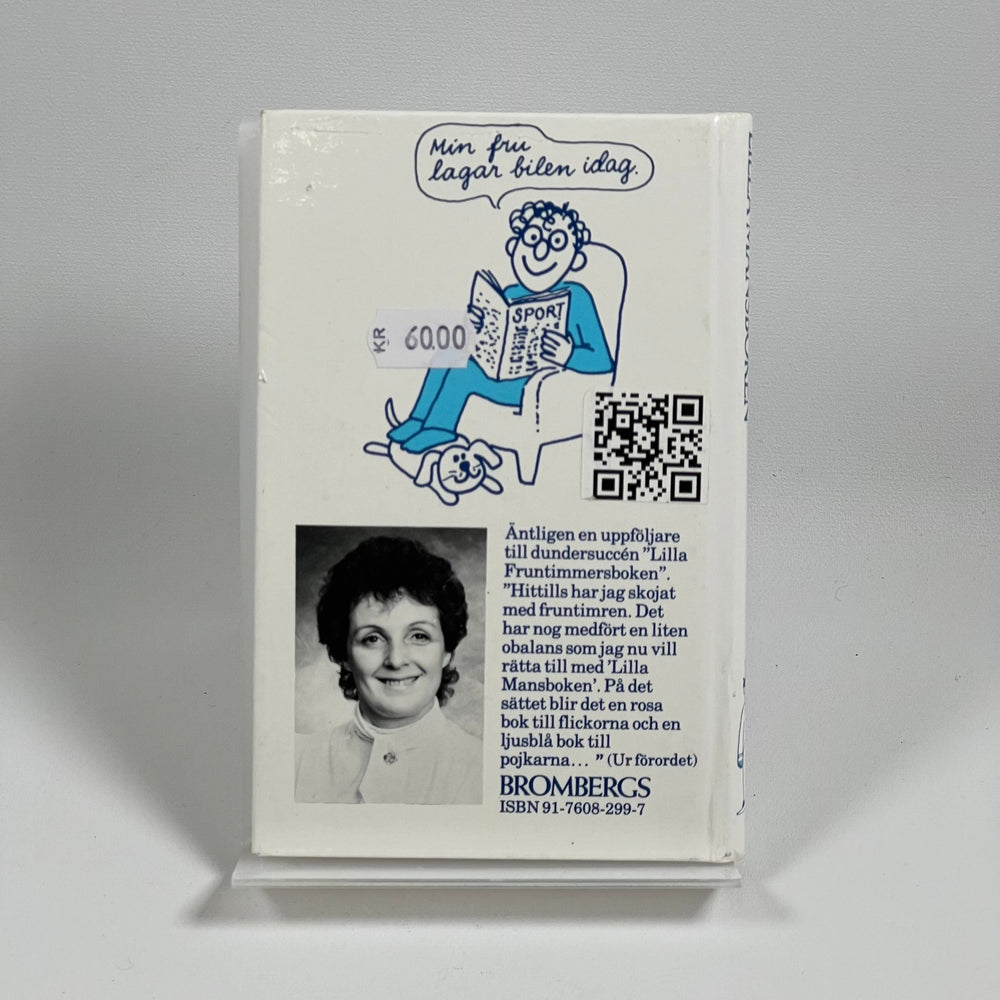 Min fru
lagar bilen idag.
SPORT
KR 60.00
Äntligen en uppföljare
till dundersuccén ”Lilla
Fruntimmersboken”.
”Hittills har jag skojat
med fruntimren. Det
har nog medfört en liten
obalans som jag nu vill
rätta till med ’Lilla
Mansboken’. På det
sättet blir det en rosa
bok till flickorna och en
ljusblå bok till
pojkarna... ” (Ur förordet)
BROMBERGS
ISBN 91-7608-299-7
LILLA MANSBOKEN